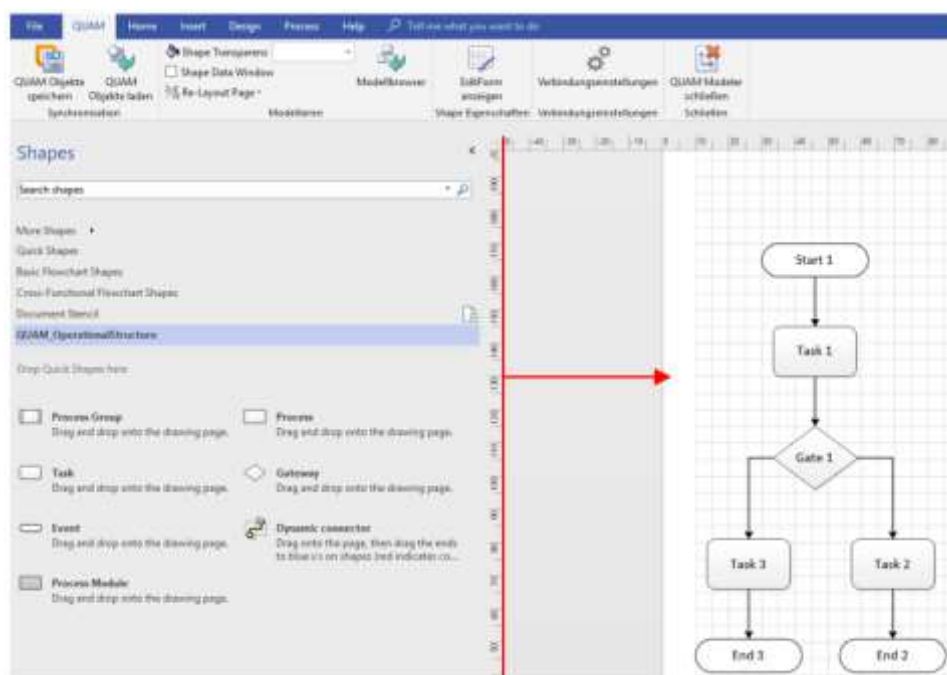 File QUAM Home Insert Design Process Help Tell me what you want to do
QUAM Objekte speichern
QUAM Objekte laden
Synchronisation
Shape Transparenz
Shape Data Window
Re-Layout Page
Modellbrowser
Modellieren
EditForm anzeigen
Shape Eigenschaften
Verbindungseinstellungen
Verbindungseinstellungen
QUAM Modeler schließen
Schließen
Shapes
Search shapes
More Shapes
Quick Shapes
Basic Flowchart Shapes
Cross-Functional Flowchart Shapes
Document Stencil
QUAM_OperationalStructure
Drop Quick Shapes here
Process Group
Drag and drop onto the drawing page.
Process
Drag and drop onto the drawing page.
Task
Drag and drop onto the drawing page.
Gateway
Drag and drop onto the drawing page.
Event
Drag and drop onto the drawing page.
Dynamic connector
Drag onto the page, then drag the ends
to blue x's on shapes (red indicates co...
Process Module
Drag and drop onto the drawing page.
Start 1
Task 1
Gate 1
Task 3
Task 2
End 3
End 2